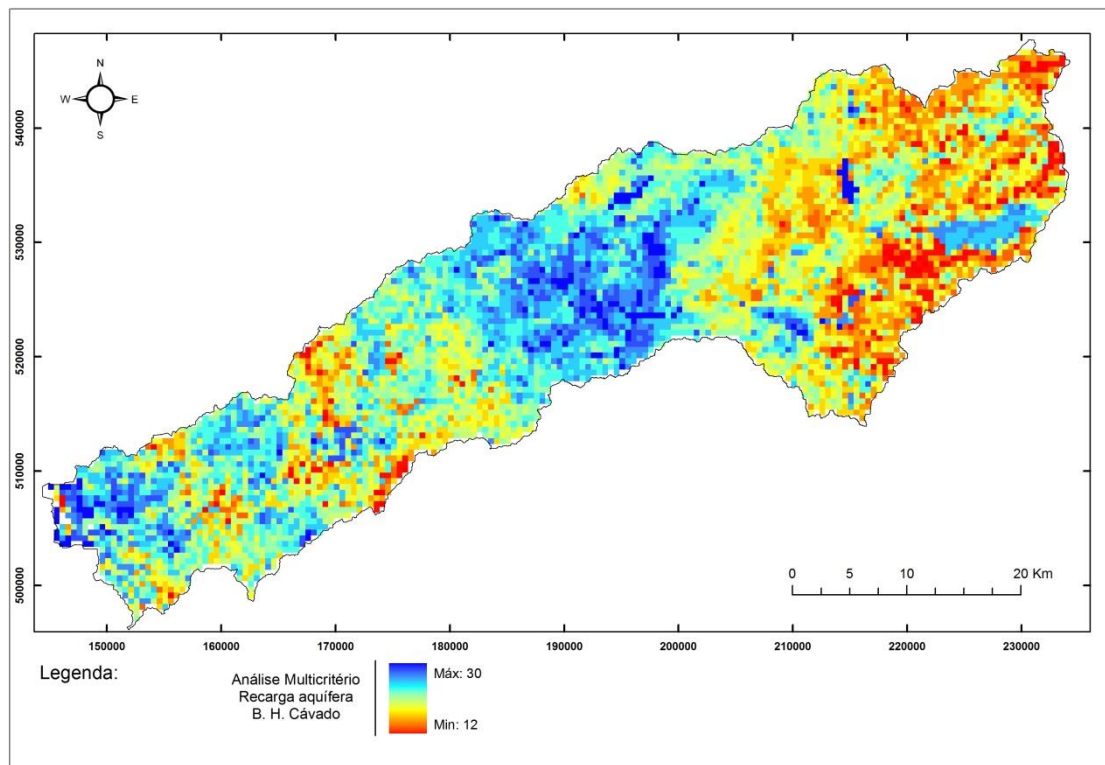 N
W E
S
540000
530000
520000
510000
500000
0 5 10 20 Km
150000 160000 170000 180000 190000 200000 210000 220000 230000
Legenda:
Análise Multicritério
Recarga aquífera
B. H. Cávado
Máx: 30
Min: 12